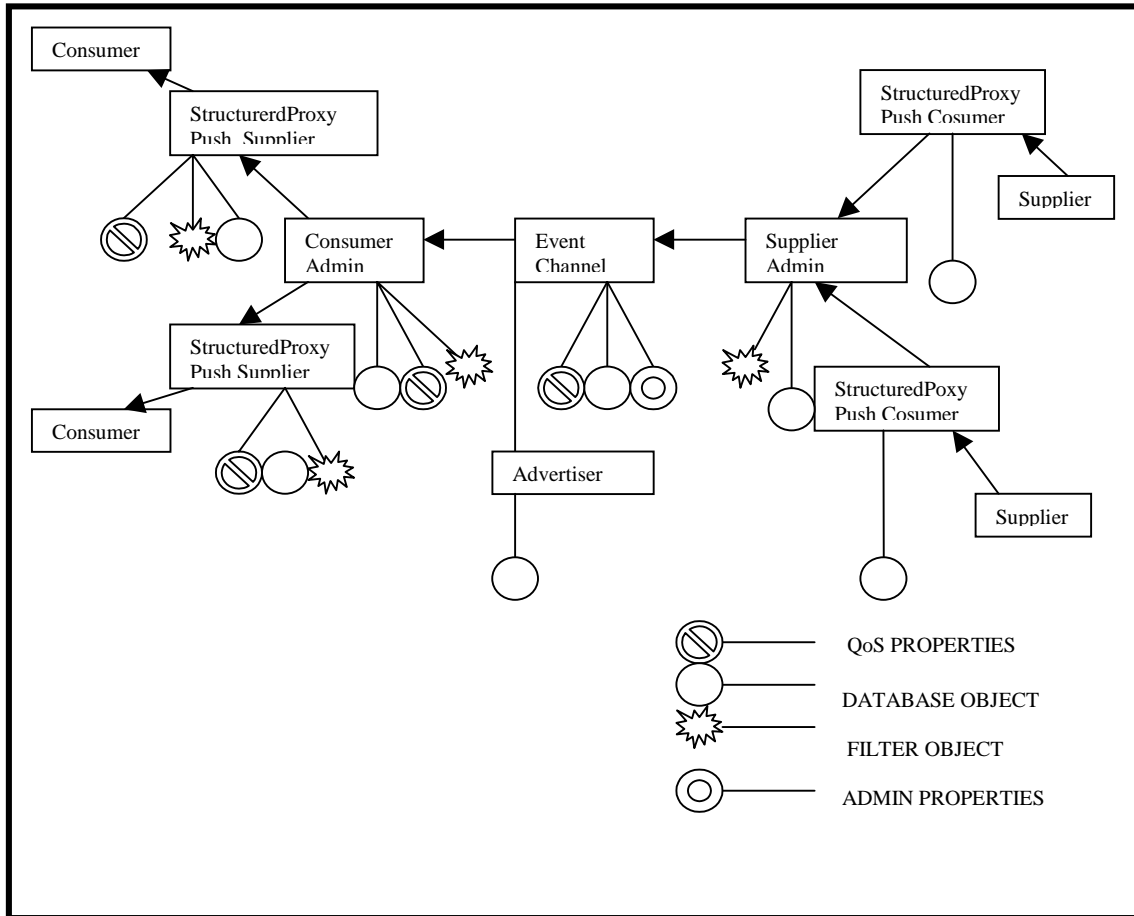 Consumer
StructurerdProxy
Push  Supplier
StructuredProxy
Push Cosumer
Supplier
Consumer
Admin
Event
Channel
Supplier
Admin
StructuredProxy
Push Supplier
StructuredPoxy
Push Cosumer
Consumer
Advertiser
Supplier
QoS PROPERTIES
DATABASE OBJECT
FILTER OBJECT
ADMIN PROPERTIES